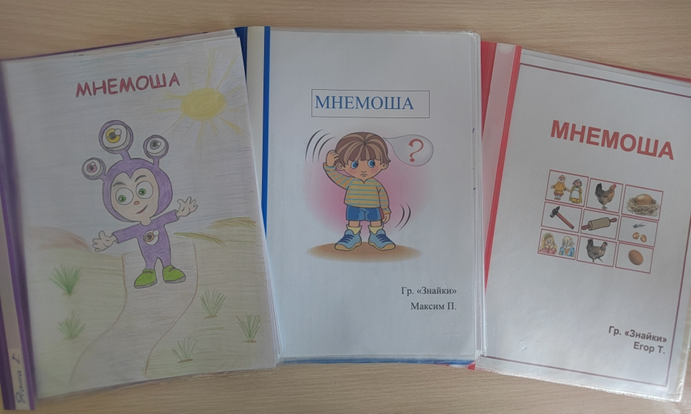 МНЕМОША
МНЕМОША
?
Гр. «Знайки»
Максим П.
МНЕМОША
Гр. «Знайки»
Егор Т.